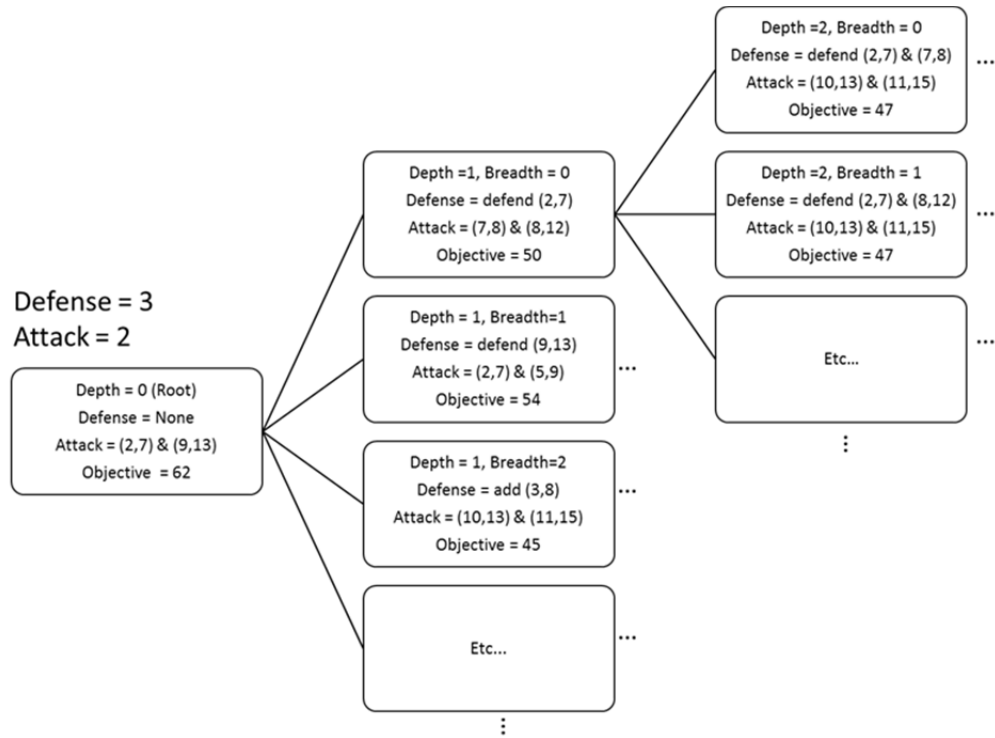 Defense = 3
Attack = 2
Depth = 0 (Root)
Defense = None
Attack = (2,7) & (9,13)
Objective  = 62
Depth =1, Breadth = 0
Defense = defend (2,7)
Attack = (7,8) & (8,12)
Objective = 50
Depth = 1, Breadth=1
Defense = defend (9,13)
Attack = (2,7) & (5,9)
Objective = 54
...
Depth = 1, Breadth=2
Defense = add (3,8)
Attack = (10,13) & (11,15)
Objective = 45
...
Etc...
...
...
Depth =2, Breadth = 0
Defense = defend (2,7) & (7,8)
Attack = (10,13) & (11,15)
Objective = 47
...
Depth =2, Breadth = 1
Defense = defend (2,7) & (8,12)
Attack = (10,13) & (11,15)
Objective = 47
...
Etc...
...
...